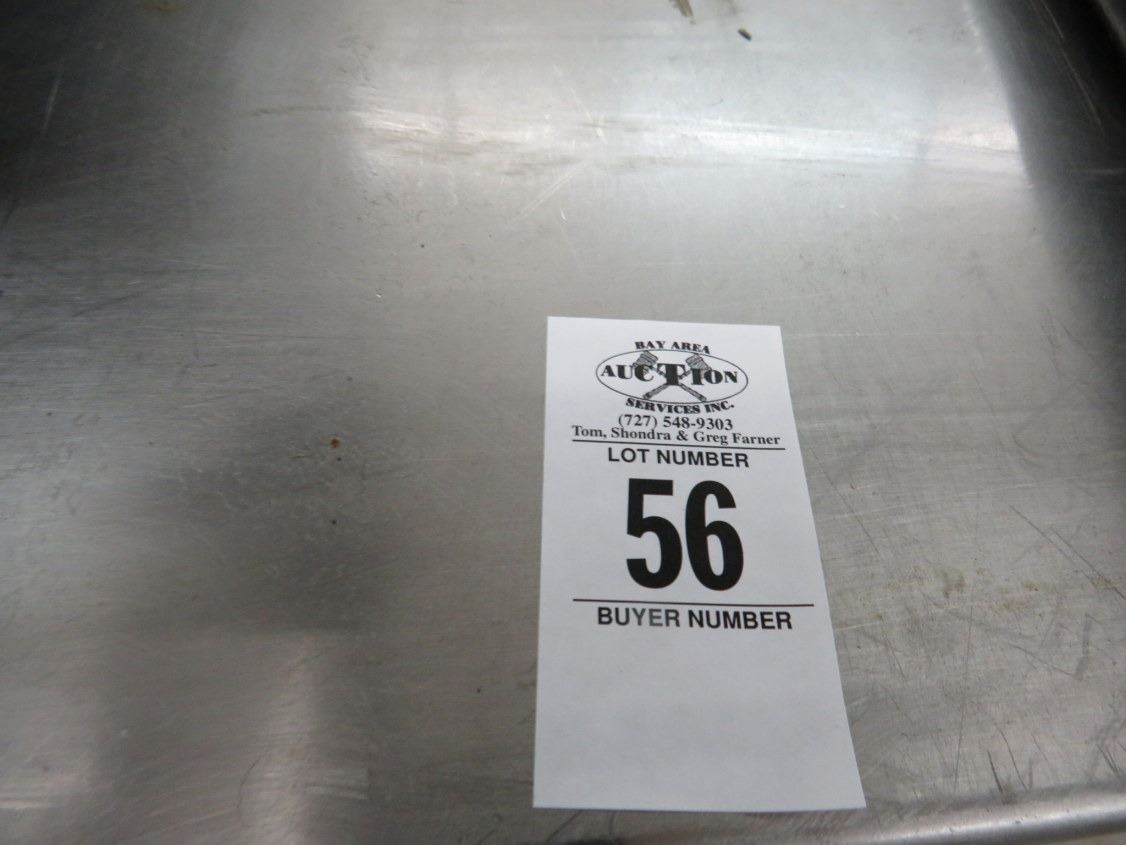 BAY AREA
AUCTION
SERVICES INC.
(727) 548-9303
Tom, Shondra & Greg Farner
LOT NUMBER
56
BUYER NUMBER